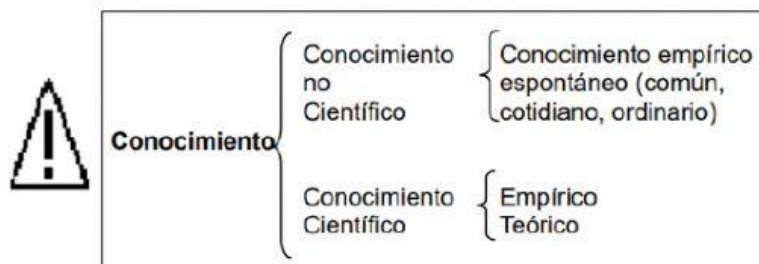 Conocimiento
Conocimiento
no
Científico
Conocimiento empírico
espontáneo (común,
cotidiano, ordinario)
Conocimiento
Científico
Empírico
Teórico